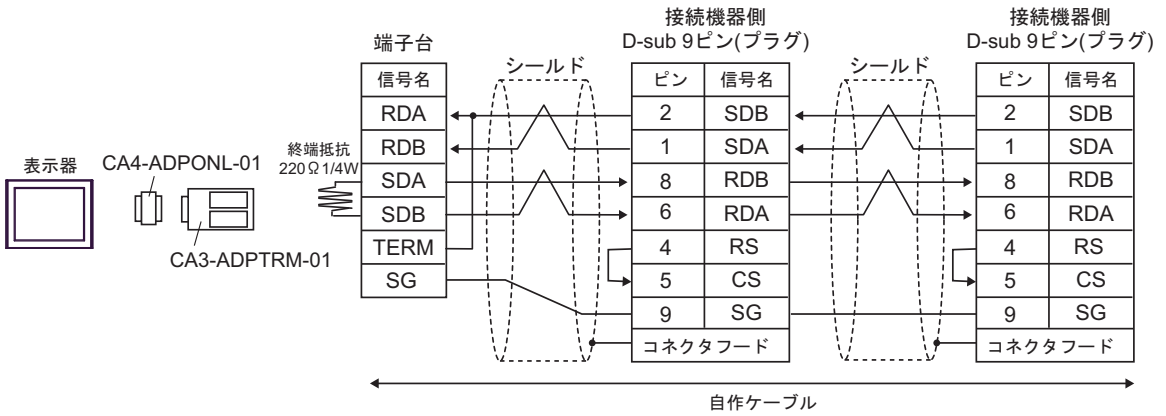 接続機器側
D-sub 9ピン(プラグ)
接続機器側
D-sub 9ピン(プラグ)
端子台
シールド
シールド
信号名
ピン 信号名
ピン 信号名
RDA
2 SDB
2 SDB
RDB
1 SDA
1 SDA
SDA
8 RDB
8 RDB
SDB
6 RDA
6 RDA
TERM
4 RS
4 RS
SG
5 CS
5 CS
9 SG
9 SG
コネクタフード
コネクタフード
終端抵抗
220Ω1/4W
表示器
CA4-ADPONL-01
CA3-ADPTRM-01
自作ケーブル